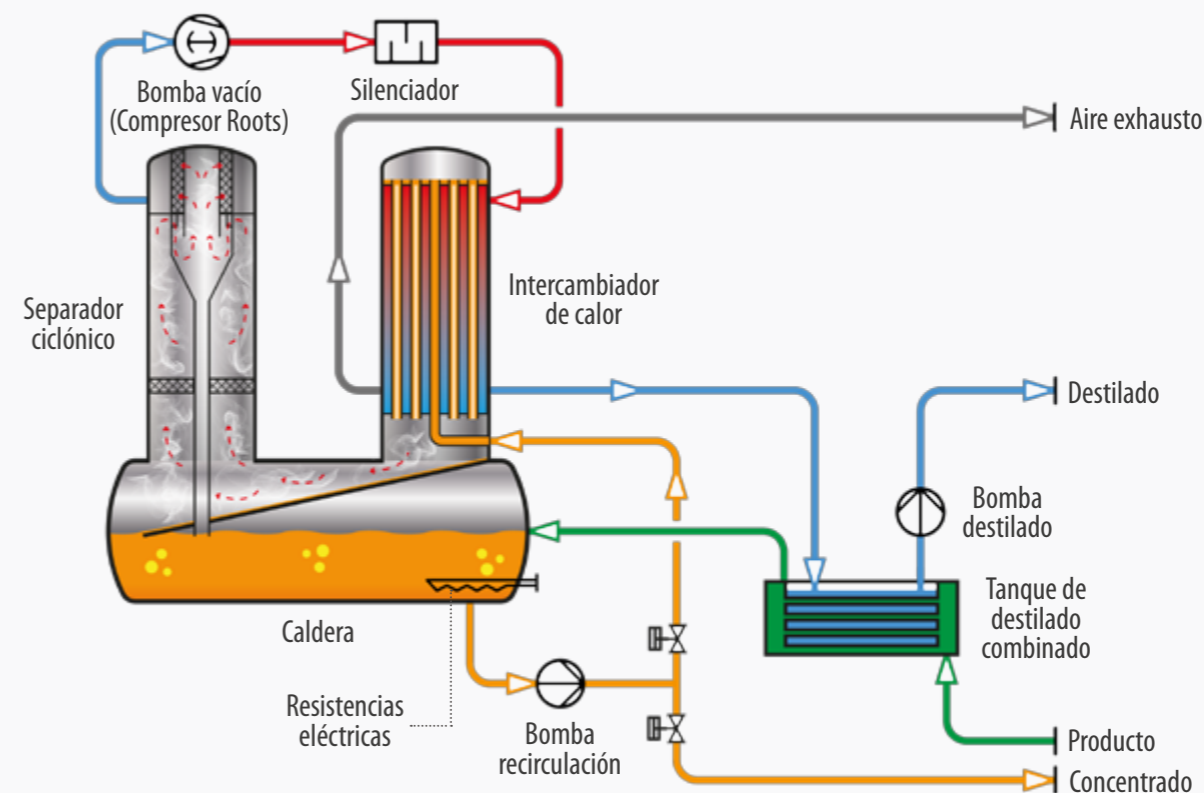 Bomba vacío
(Compresor Roots)
Silenciador
Aire exhausto
Separador
ciclónico
Intercambiador
de calor
Destilado
Bomba
destilado
Tanque de
destilado
combinado
Caldera
Resistencias
eléctricas
Bomba
recirculación
Producto
Concentrado